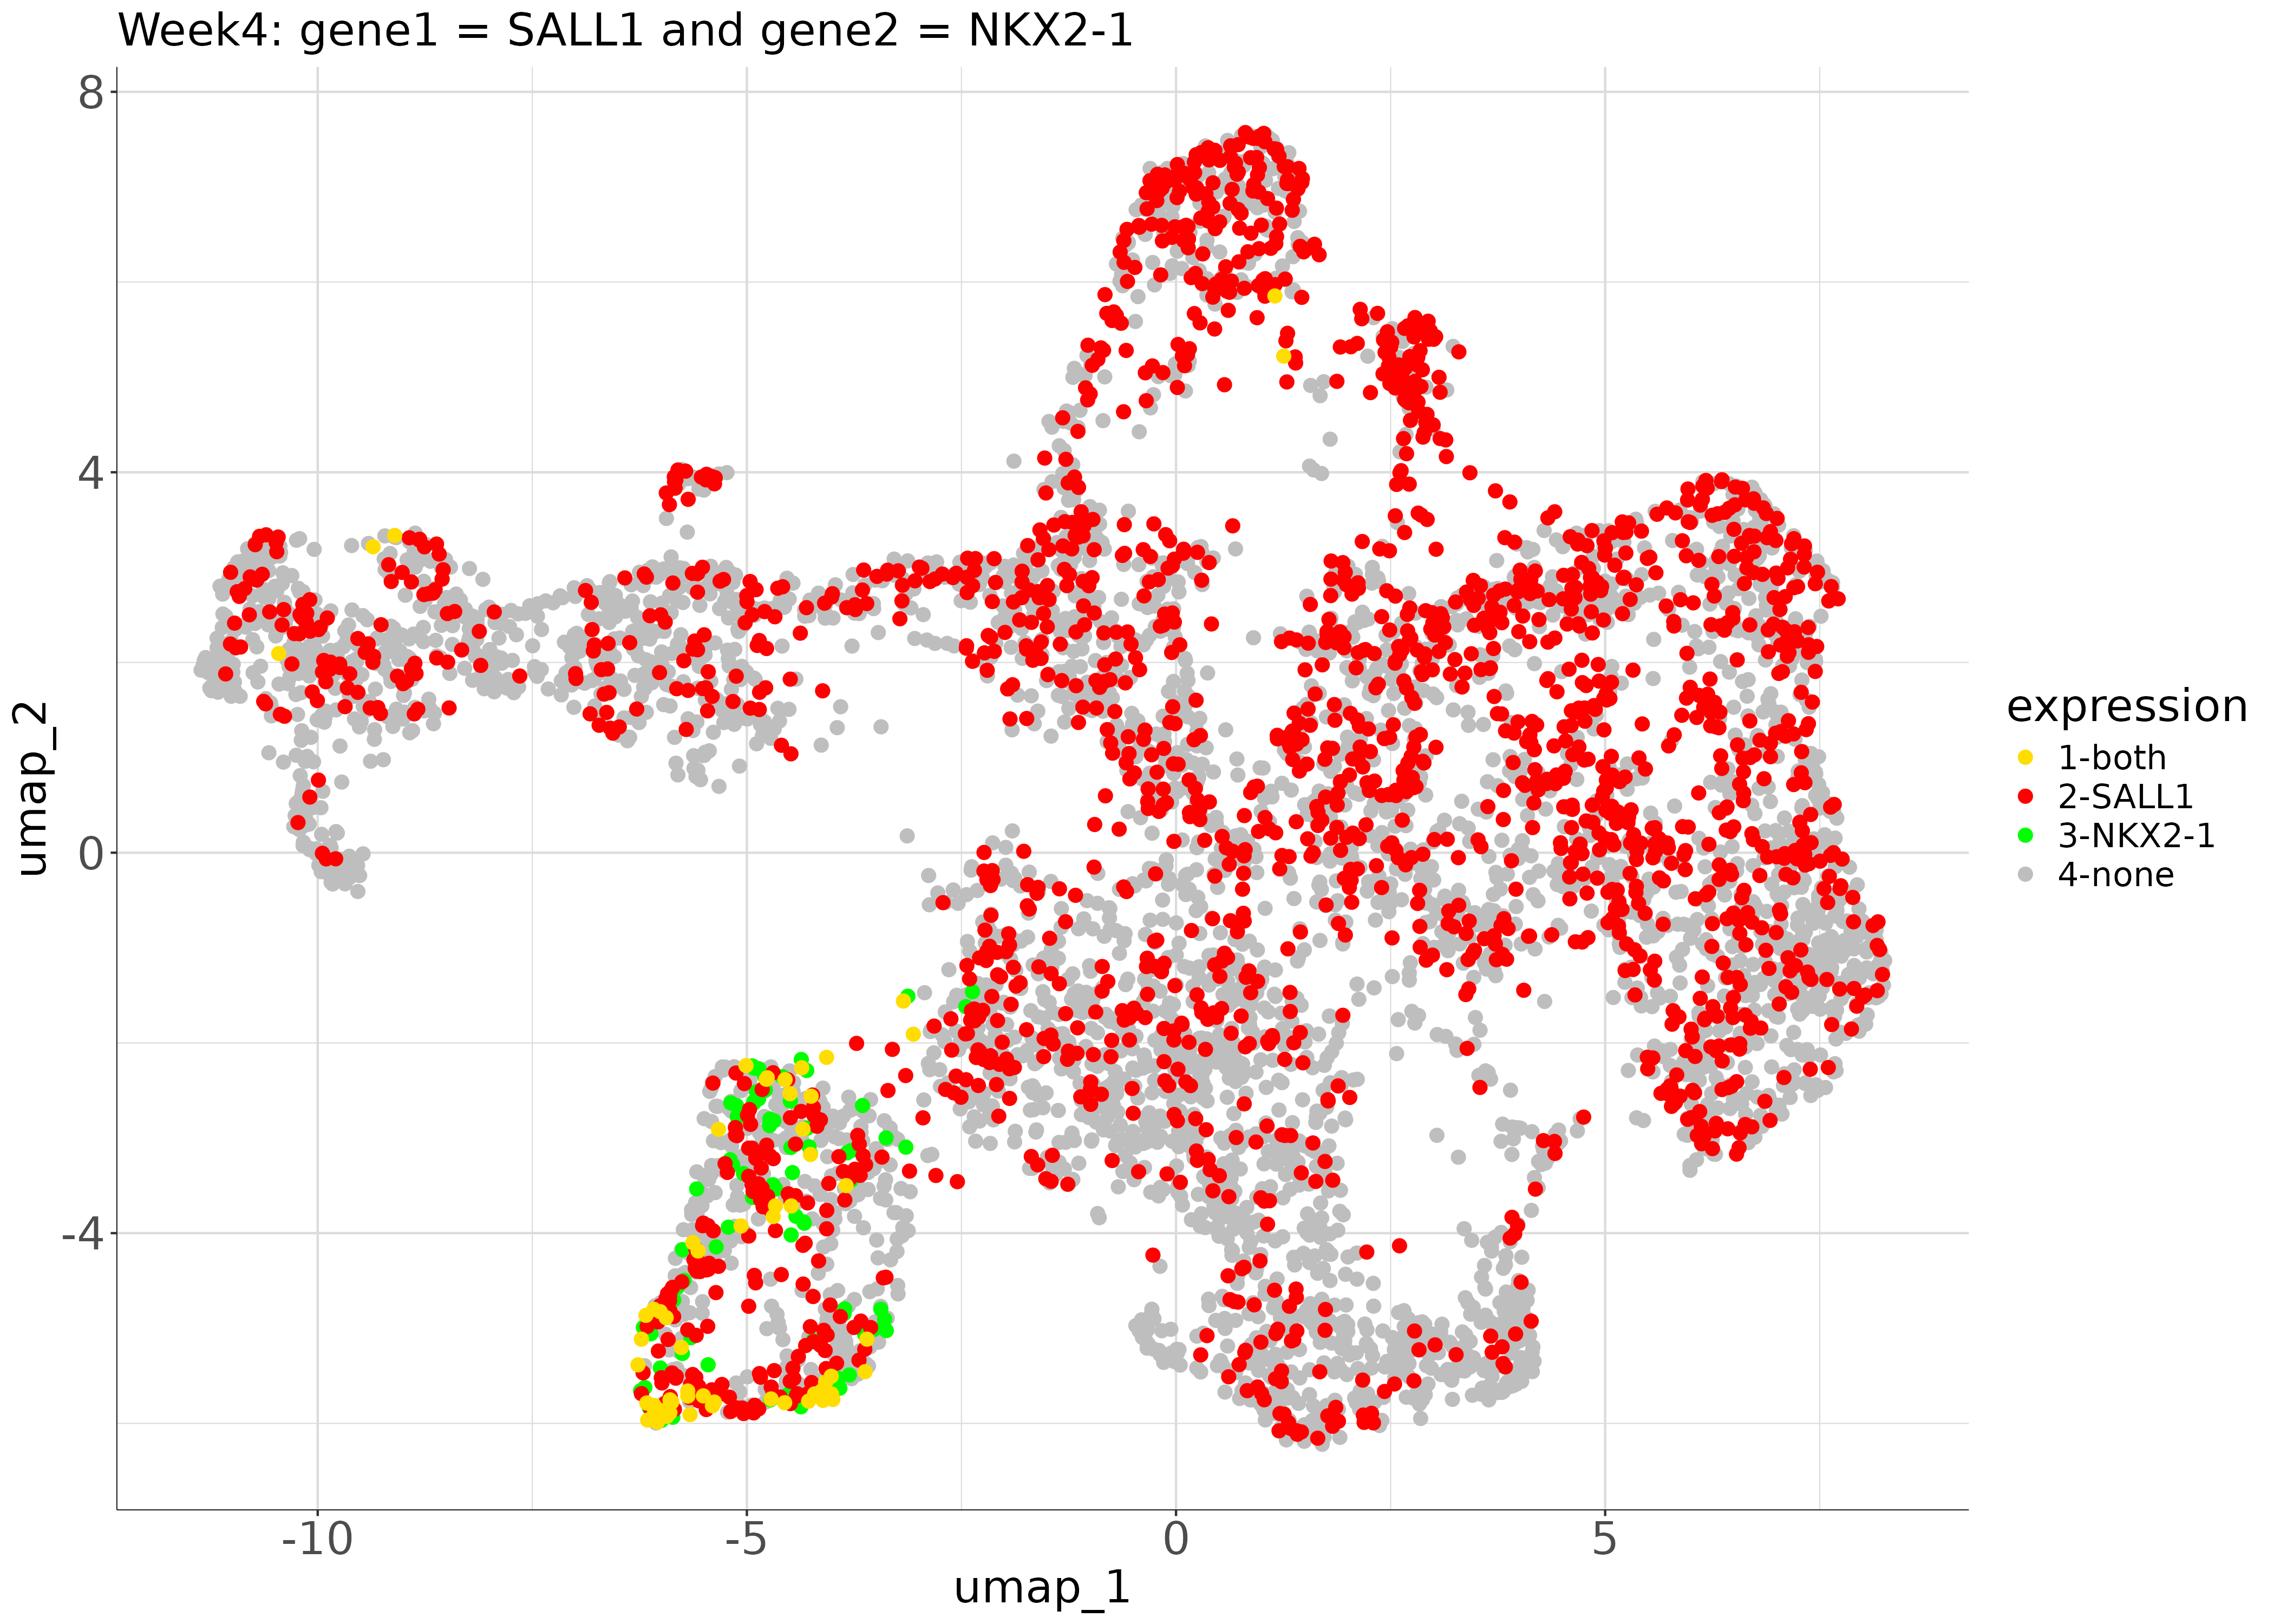 Week4: gene1 = SALL1 and gene2 = NKX2-1
8
4
0
-4
umap_2
-10
-5
0
5
umap_1
expression
1-both
2-SALL1
3-NKX2-1
4-none